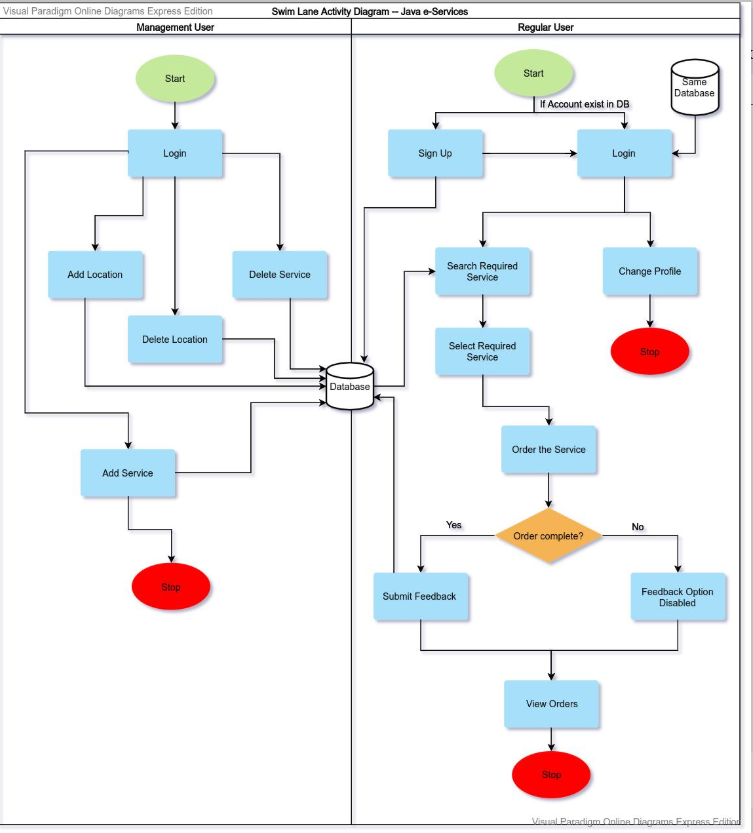 Visual Paradigm Online Diagrams Express Edition
Swim Lane Activity Diagram -- Java e-Services
Management User
Regular User
Start
Start
Same
Database
If Account exist in DB
Login
Sign Up
Login
Add Location
Delete Service
Search Required
Service
Change Profile
Delete Location
Select Required
Service
Stop
Database
Order the Service
Add Service
Yes
No
Order complete?
Stop
Submit Feedback
Feedback Option
Disabled
View Orders
Stop
Visual Paradigm Online Diagrams Express Edition